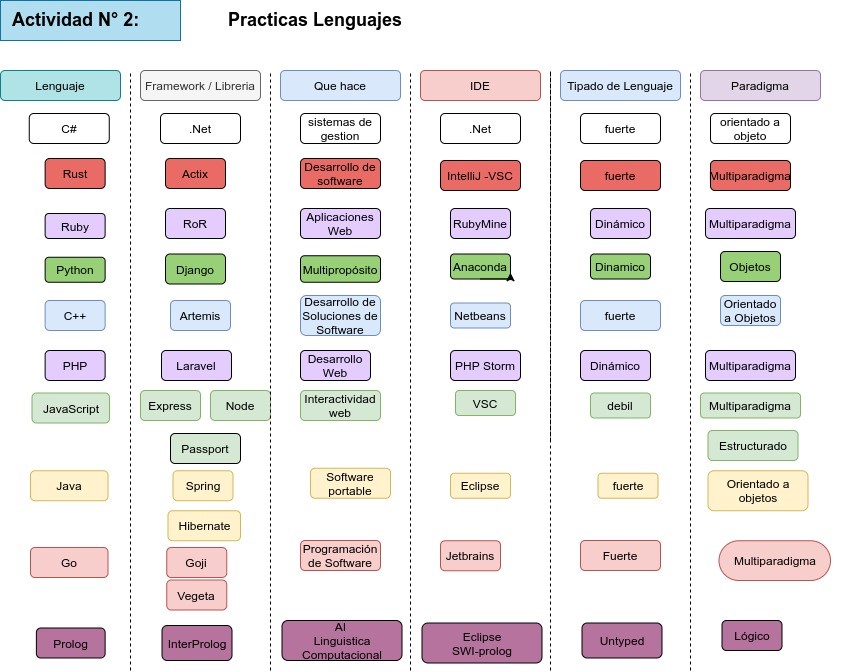 Actividad N° 2:
Practicas Lenguajes
Lenguaje
Framework / Libreria
Que hace
IDE
Tipado de Lenguaje
Paradigma
C#
.Net
sistemas de
gestion
.Net
fuerte
orientado a
objeto
Rust
Actix
Desarrollo de
software
IntelliJ -VSC
fuerte
Multiparadigma
Ruby
RoR
Aplicaciones
Web
RubyMine
Dinámico
Multiparadigma
Python
Django
Multipropósito
Anaconda
Dinamico
Objetos
C++
Artemis
Desarrollo de
Soluciones de
Software
Netbeans
fuerte
Orientado
a Objetos
PHP
Laravel
Desarrollo
Web
PHP Storm
Dinámico
Multiparadigma
JavaScript
Express
Node
Interactividad
web
VSC
debil
Multiparadigma
Passport
Estructurado
Java
Spring
Software
portable
Eclipse
fuerte
Orientado a
objetos
Hibernate
Go
Goji
Programación
de Software
Jetbrains
Fuerte
Multiparadigma
Vegeta
Prolog
InterProlog
AI
Linguistica
Computacional
Eclipse
SWI-prolog
Untyped
Lógico